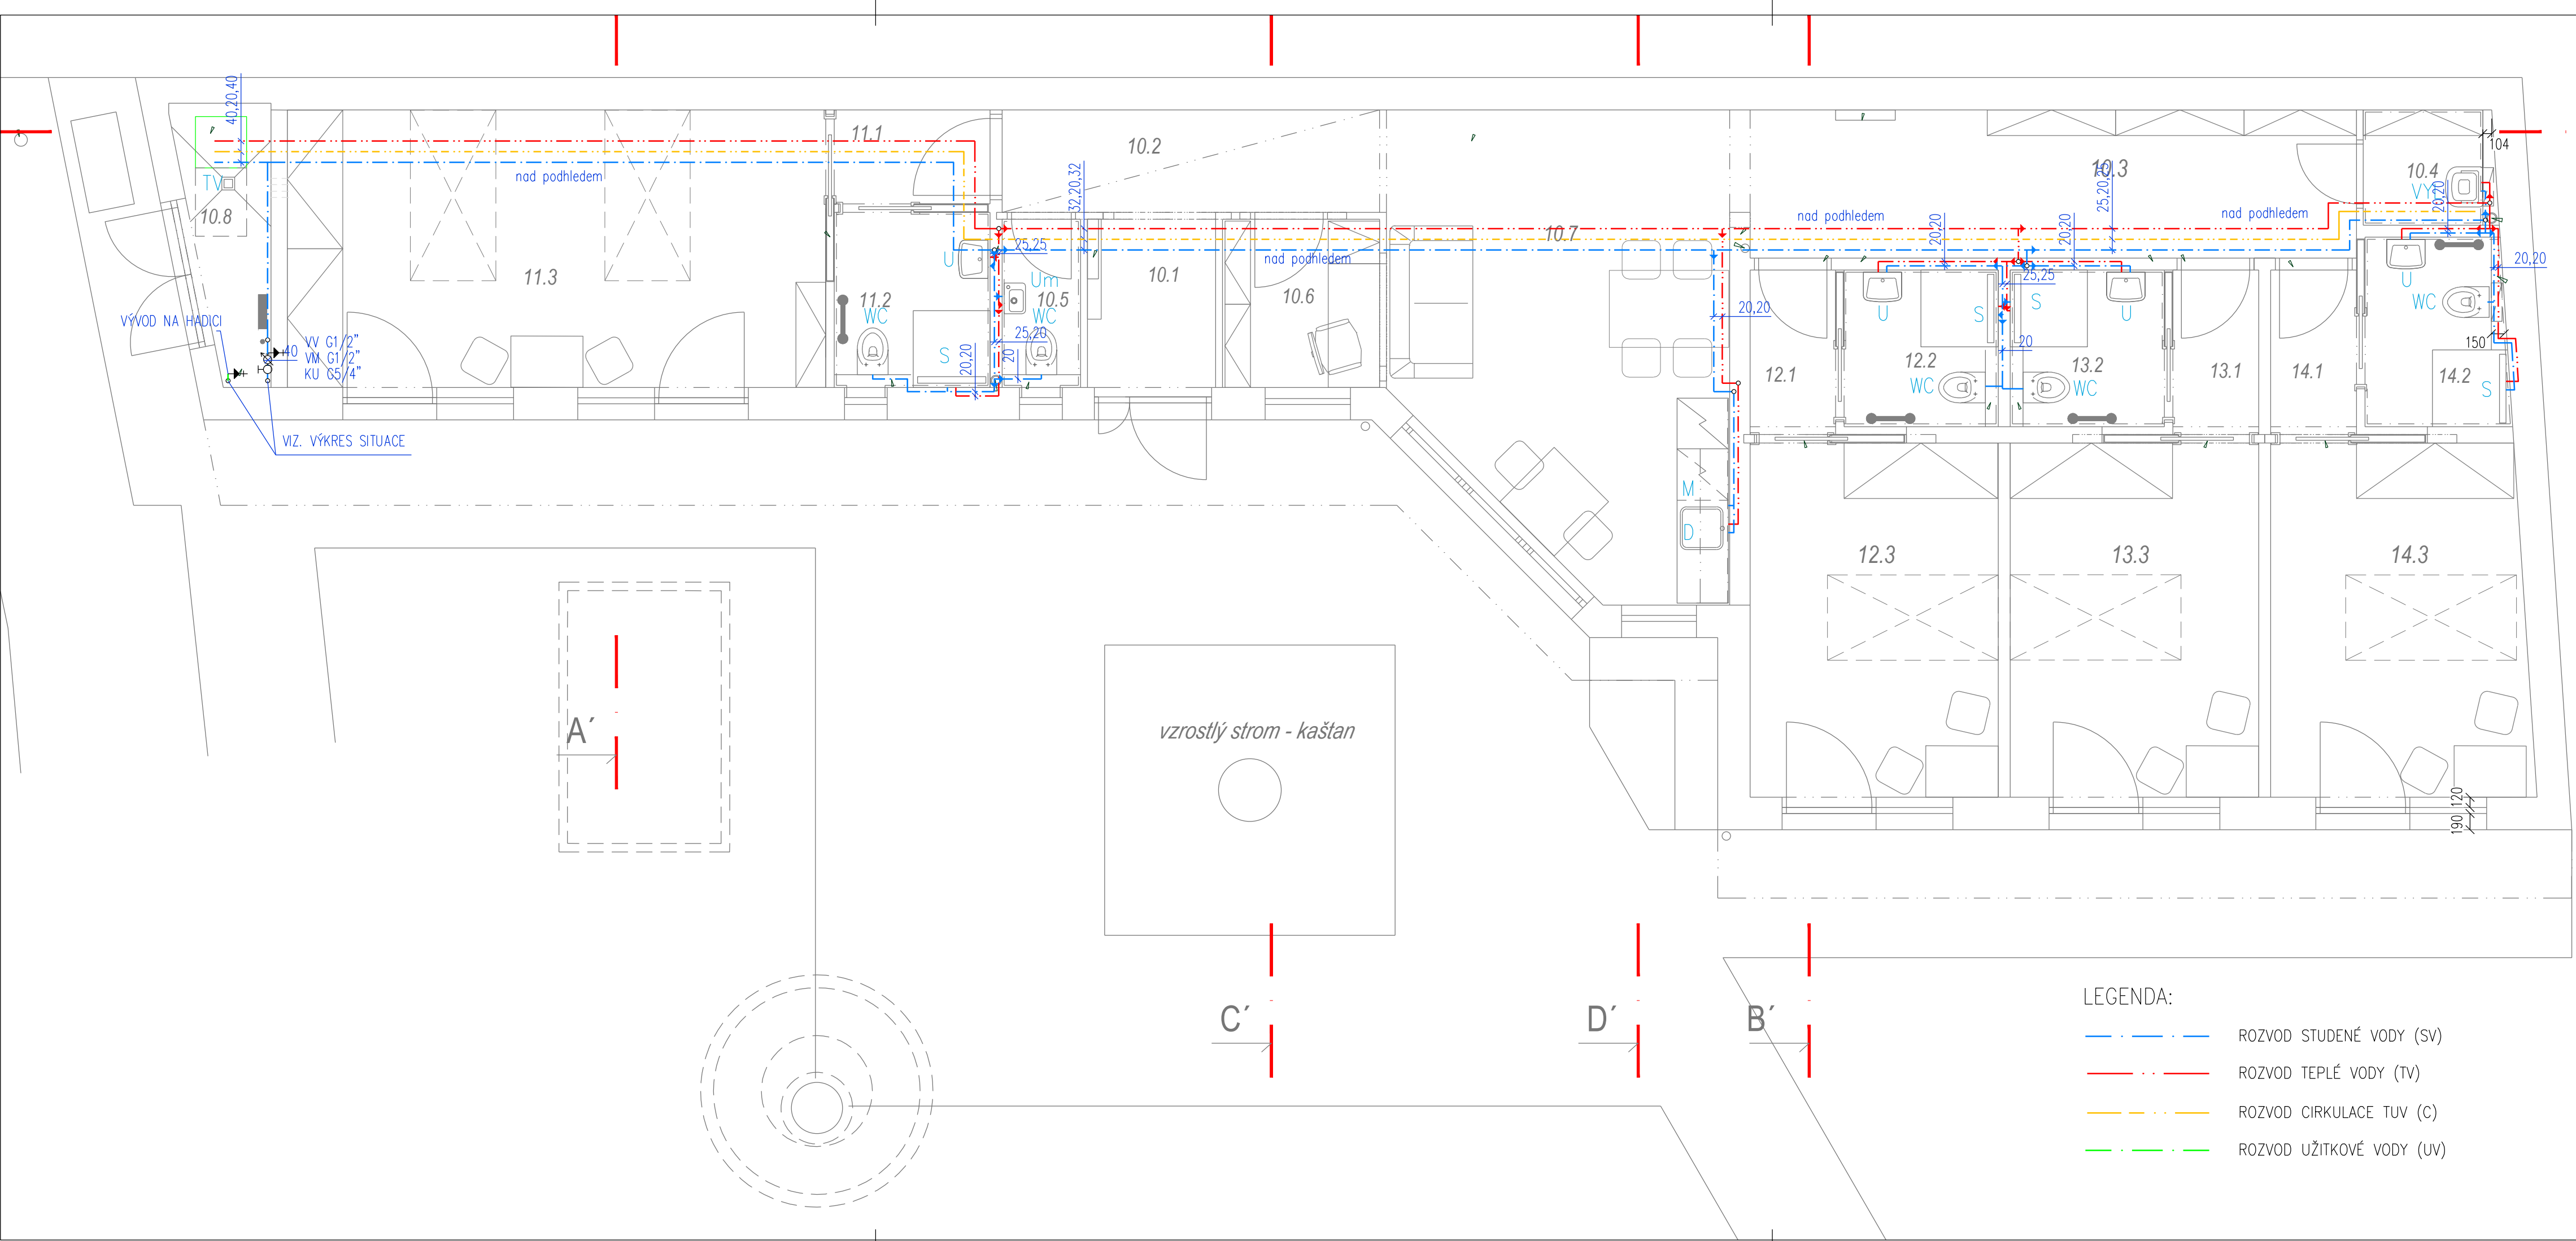 40,20,40
11.1
10.2
32,20,32
10.3
25,20,25
104
10.4
VY
20,20
TV
10.8
nad podhledem
11.3
U
25,25
Um
10.5
WC
11.2
WC
S
25,20
20
20,20
10.1
nad podhledem
10.6
10.7
20,20
nad podhledem
nad podhledem
20,20
20,20
25,25
U
S
S
U
20
12.2
WC
13.2
WC
12.1
13.1
14.1
U
WC
20,20
150
14.2
S
VÝVOD NA HADICI
40
VV G1/2"
VM G1/2"
KU G5/4"
VIZ. VÝKRES SITUACE
M
D
12.3
13.3
14.3
120
190
A´
vzrostlý strom - kaštan
C´
D´
B´
LEGENDA:
ROZVOD STUDENÉ VODY (SV)
ROZVOD TEPLÉ VODY (TV)
ROZVOD CIRKULACE TUV (C)
ROZVOD UŽITKOVÉ VODY (UV)